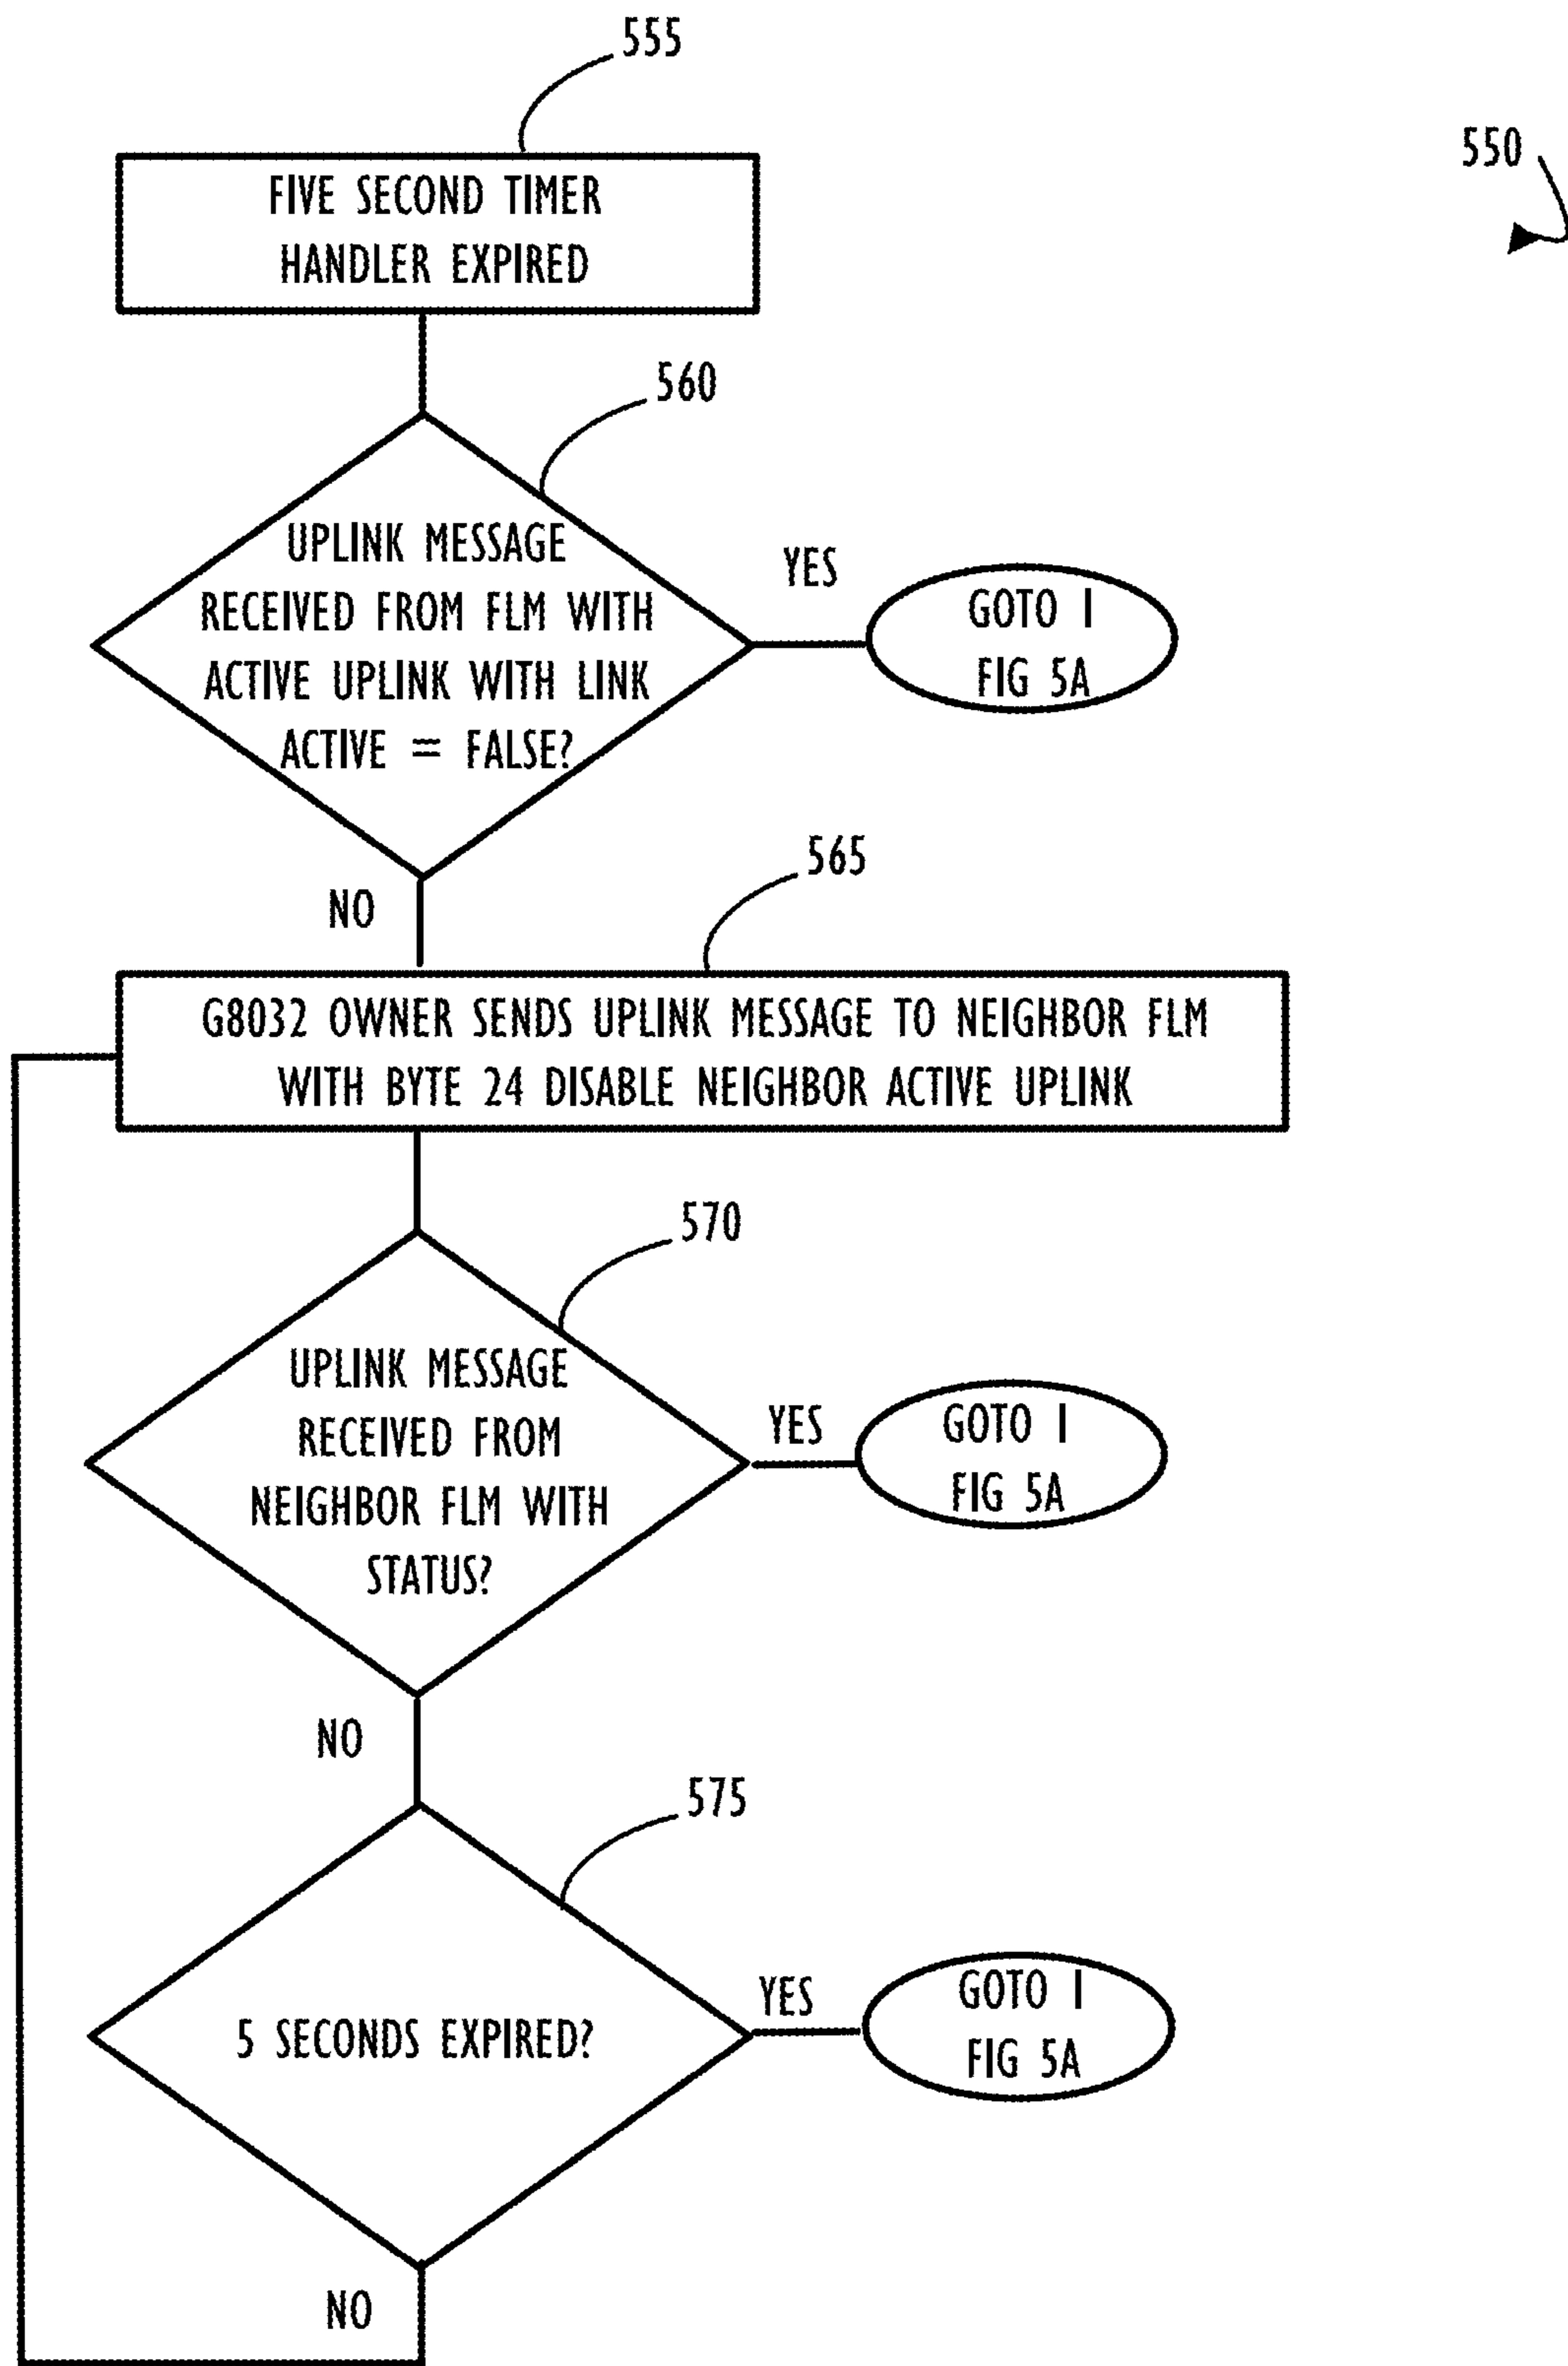 555
550
FIVE SECOND TIMER
HANDLER EXPIRED
560
UPLINK MESSAGE
RECEIVED FROM FLM WITH
ACTIVE UPLINK WITH LINK
ACTIVE = FALSE?
YES
GOTO 1
FIG 5A
NO
565
G8032 OWNER SENDS UPLINK MESSAGE TO NEIGHBOR FLM
WITH BYTE 24 DISABLE NEIGHBOR ACTIVE UPLINK
570
UPLINK MESSAGE
RECEIVED FROM
NEIGHBOR FLM WITH
STATUS?
YES
GOTO 1
FIG 5A
NO
575
5 SECONDS EXPIRED?
YES
GOTO 1
FIG 5A
NO